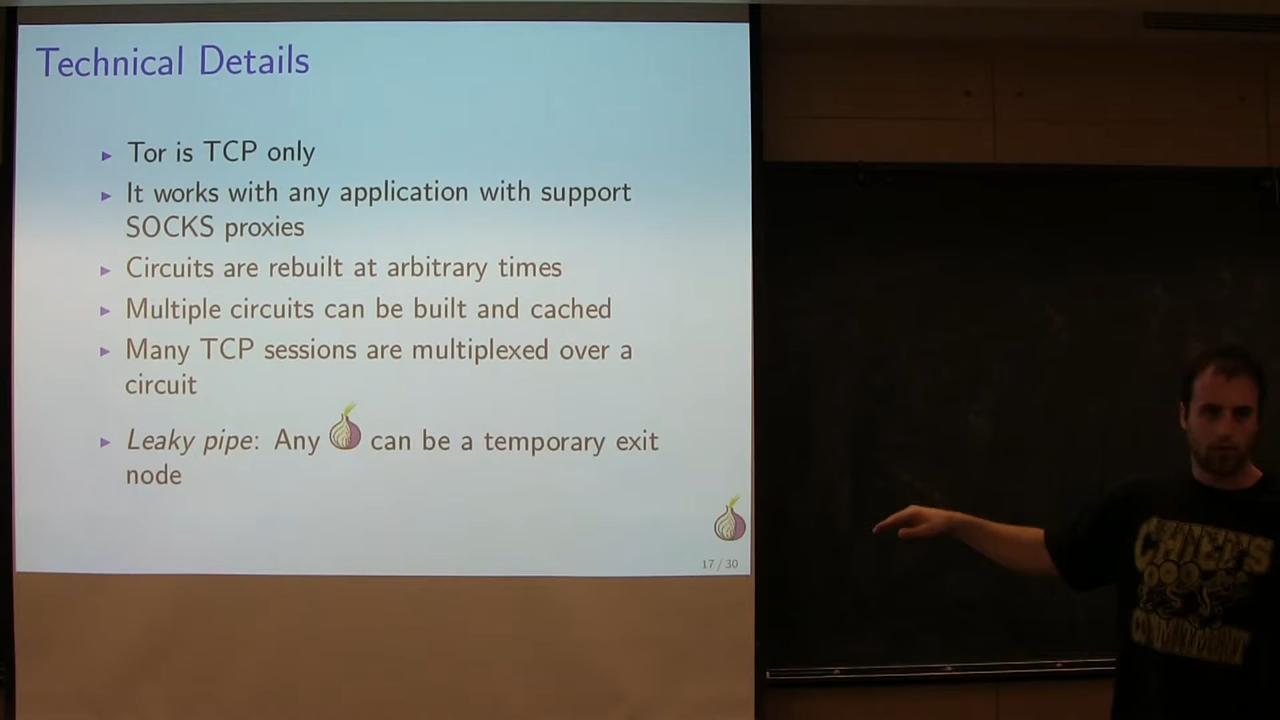 Technical Details
Tor is TCP only
It works with any application with support
SOCKS proxies
Circuits are rebuilt at arbitrary times
Multiple circuits can be built and cached
Many TCP sessions are multiplexed over a
circuit
Leaky pipe: Any can be a temporary exit
node
17 / 30
CHIEFS